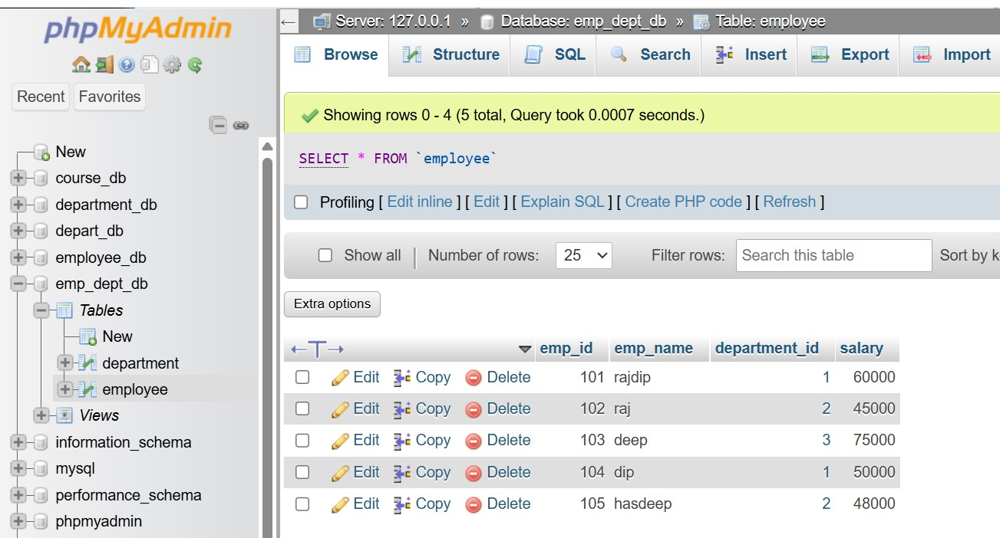 phpMyAdmin
Recent Favorites
New
course_db
department_db
depart_db
employee_db
emp_dept_db
Tables
New
department
employee
Views
information_schema
mysql
performance_schema
phpmyadmin
Server: 127.0.0.1 » Database: emp_dept_db » Table: employee
Browse Structure SQL Search Insert Export Import
Showing rows 0 - 4 (5 total, Query took 0.0007 seconds.)
SELECT * FROM `employee`
Profiling [ Edit inline ] [ Edit ] [ Explain SQL ] [ Create PHP code ] [ Refresh ]
Show all | Number of rows: 25 Filter rows: Search this table Sort by k
Extra options
←T→ emp_id emp_name department_id salary
Edit Copy Delete 101 rajdip 1 60000
Edit Copy Delete 102 raj 2 45000
Edit Copy Delete 103 deep 3 75000
Edit Copy Delete 104 dip 1 50000
Edit Copy Delete 105 hasdeep 2 48000